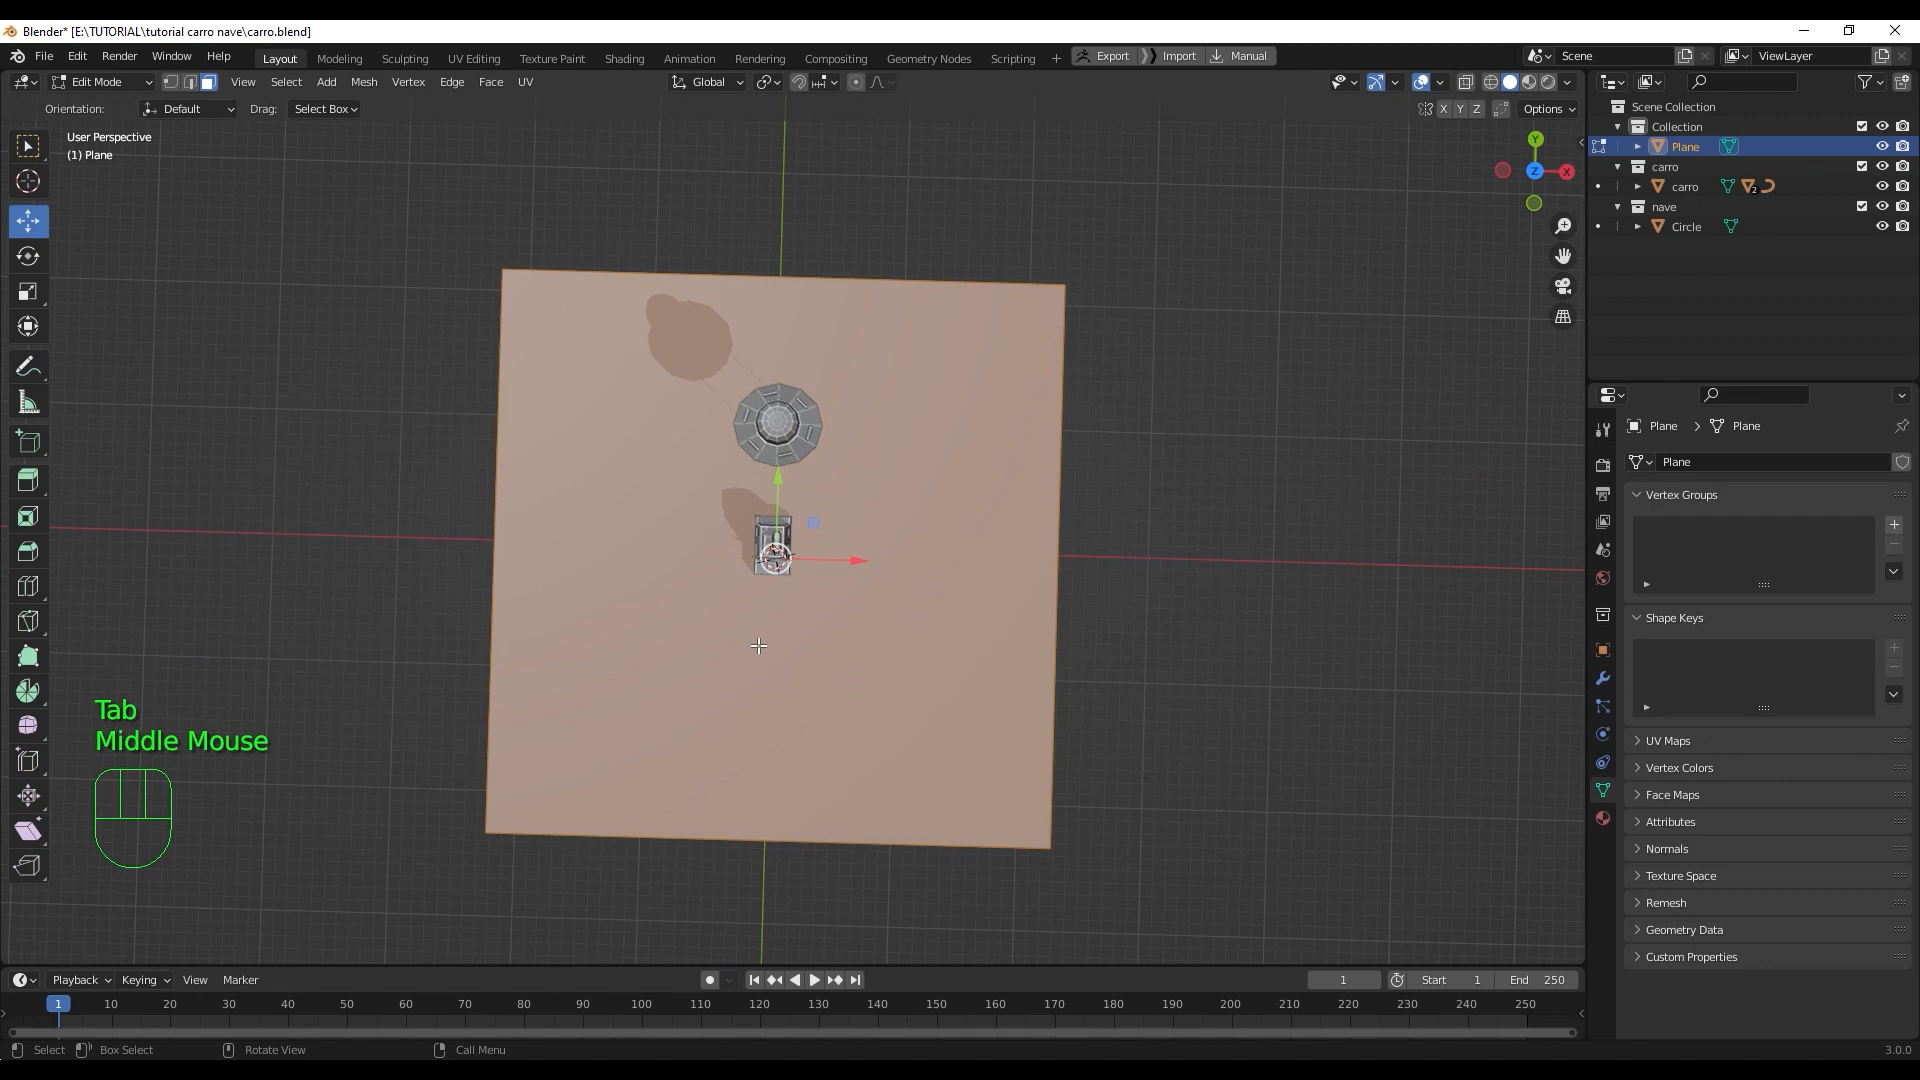 Blender* [E:\TUTORIAL\tutorial carro nave\carro.blend]
File Edit Render Window Help Layout Modeling Sculpting UV Editing Texture Paint Shading Animation Rendering Compositing Geometry Nodes Scripting + Export Import Manual Scene ViewLayer
Edit Mode View Select Add Mesh Vertex Edge Face UV Global
Orientation: Default Drag: Select Box X Y Z Options
User Perspective
(1) Plane
Y
X
Z
Scene Collection
Collection
Plane
carro
carro 2
nave
Circle
Plane > Plane
Plane
Vertex Groups
Shape Keys
UV Maps
Vertex Colors
Face Maps
Attributes
Normals
Texture Space
Remesh
Geometry Data
Custom Properties
Tab
Middle Mouse
Playback Keying View Marker 1 Start 1 End 250
1 10 20 30 40 50 60 70 80 90 100 110 120 130 140 150 160 170 180 190 200 210 220 230 240 250
Select Box Select Rotate View Call Menu 3.0.0